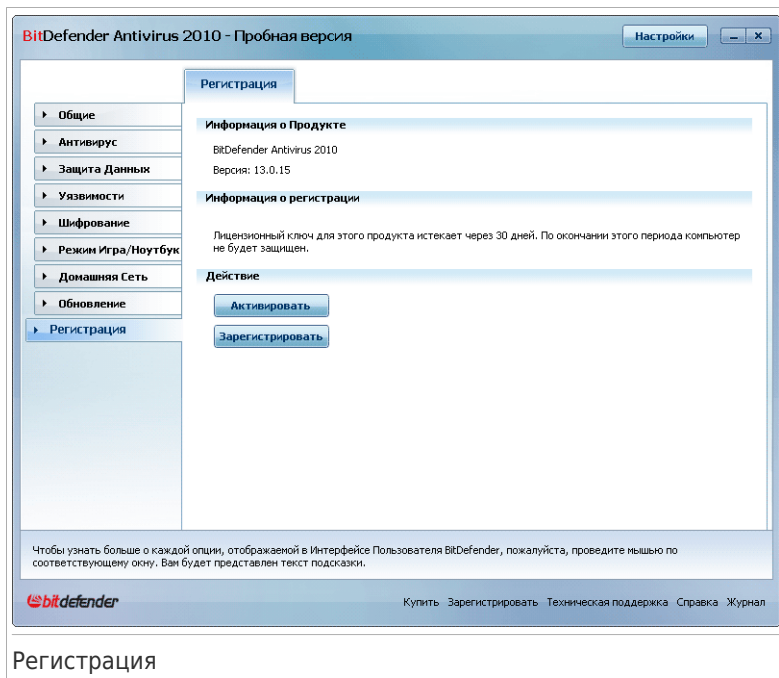 BitDefender Antivirus 2010 - Пробная версия
Настройки
Регистрация
Общие
Антивирус
Защита Данных
Уязвимости
Шифрование
Режим Игра/Ноутбук
Домашняя Сеть
Обновление
Регистрация
Информация о Продукте
BitDefender Antivirus 2010
Версия: 13.0.15
Информация о регистрации
Лицензионный ключ для этого продукта истекает через 30 дней. По окончании этого периода компьютер
не будет защищен.
Действие
Активировать
Зарегистрировать
Чтобы узнать больше о каждой опции, отображаемой в Интерфейсе Пользователя BitDefender, пожалуйста, проведите мышью по
соответствующему окну. Вам будет представлен текст подсказки.
bitdefender
Купить Зарегистрировать Техническая поддержка Справка Журнал
Регистрация